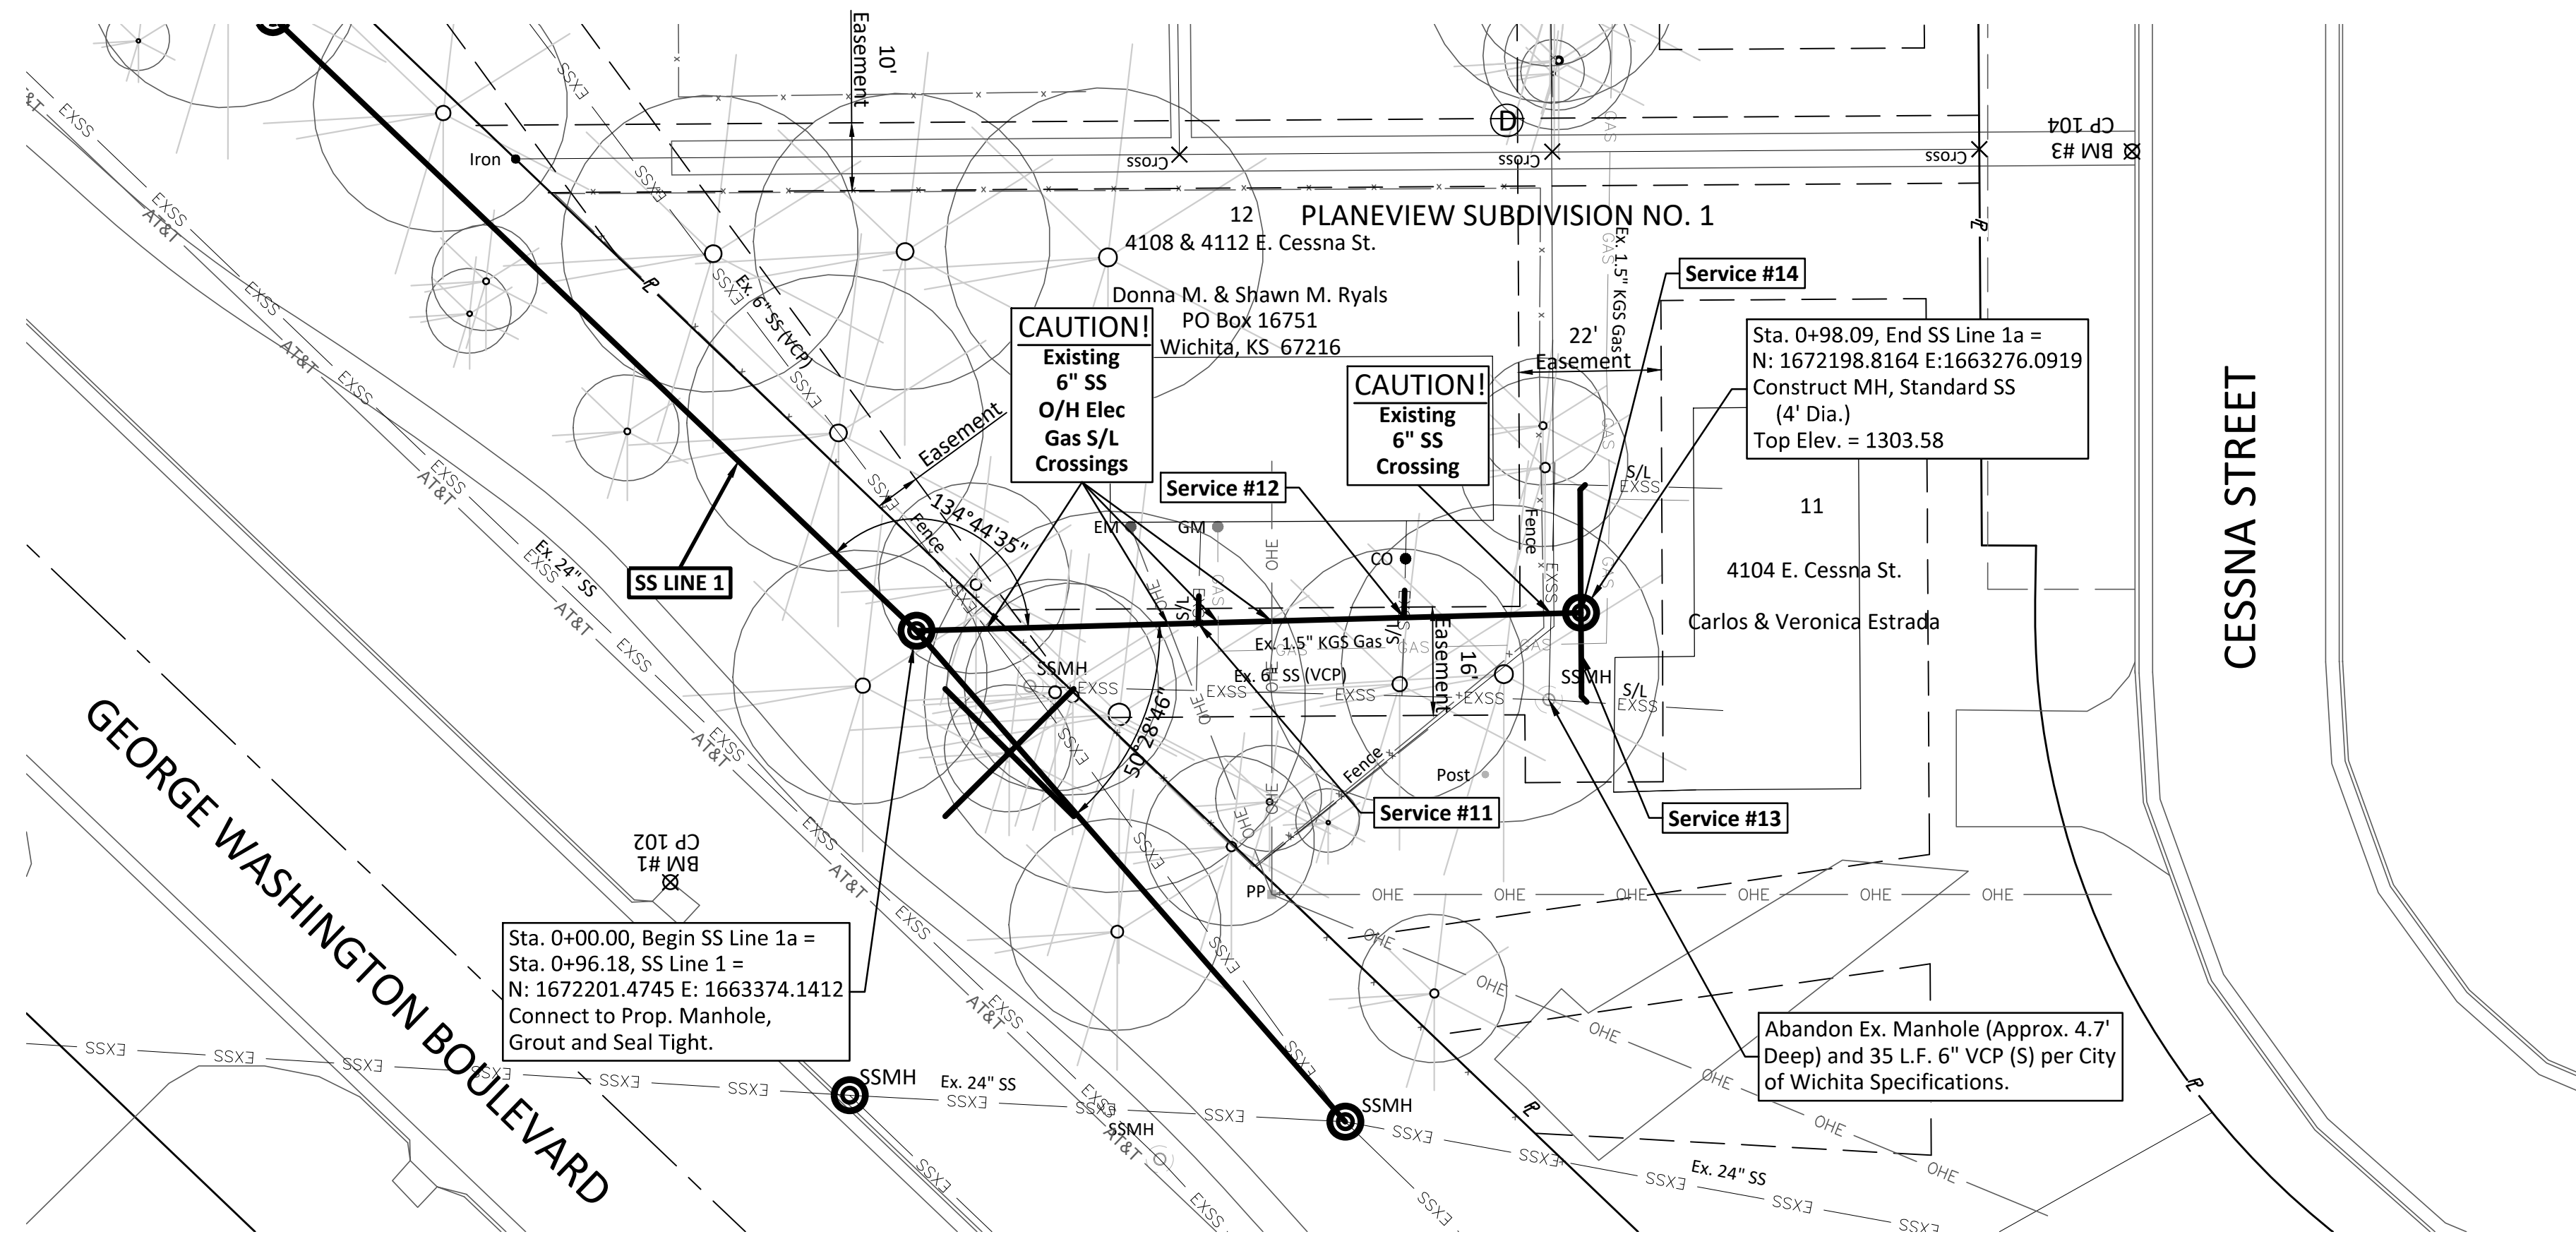 10'
Easement
Iron
Cross
Cross
Cross
D
CP 104
BM #3
EXSS
AT&T
GAS
12
PLANEVIEW SUBDIVISION NO. 1
4108 & 4112 E. Cessna St.
Donna M. & Shawn M. Ryals
PO Box 16751
Wichita, KS 67216
Ex. 6" SS (VCP)
Ex. 1.5" KGS Gas
Service #14
22'
Easement
Sta. 0+98.09, End SS Line 1a =
N: 1672198.8164 E:1663276.0919
Construct MH, Standard SS
(4' Dia.)
Top Elev. = 1303.58
CAUTION!
Existing
6" SS
O/H Elec
Gas S/L
Crossings
CAUTION!
Existing
6" SS
Crossing
Service #12
Easement
134°44'35"
Fence
EM
GM
CO
OHE
Fence
S/L
EXSS
11
4104 E. Cessna St.
Carlos & Veronica Estrada
CESSNA STREET
SS LINE 1
Ex. 24" SS
S/L
S/L
Ex. 1.5" KGS Gas
Ex. 6" SS (VCP)
Easement
16'
SSMH
SSMH
S/L
EXSS
50°28'46"
Fence
Post
Service #11
Service #13
GEORGE WASHINGTON BOULEVARD
CP 102
BM #1
PP
OHE
Sta. 0+00.00, Begin SS Line 1a =
Sta. 0+96.18, SS Line 1 =
N: 1672201.4745 E: 1663374.1412
Connect to Prop. Manhole,
Grout and Seal Tight.
Abandon Ex. Manhole (Approx. 4.7'
Deep) and 35 L.F. 6" VCP (S) per City
of Wichita Specifications.
SSMH
Ex. 24" SS
SSMH
SSMH
Ex. 24" SS